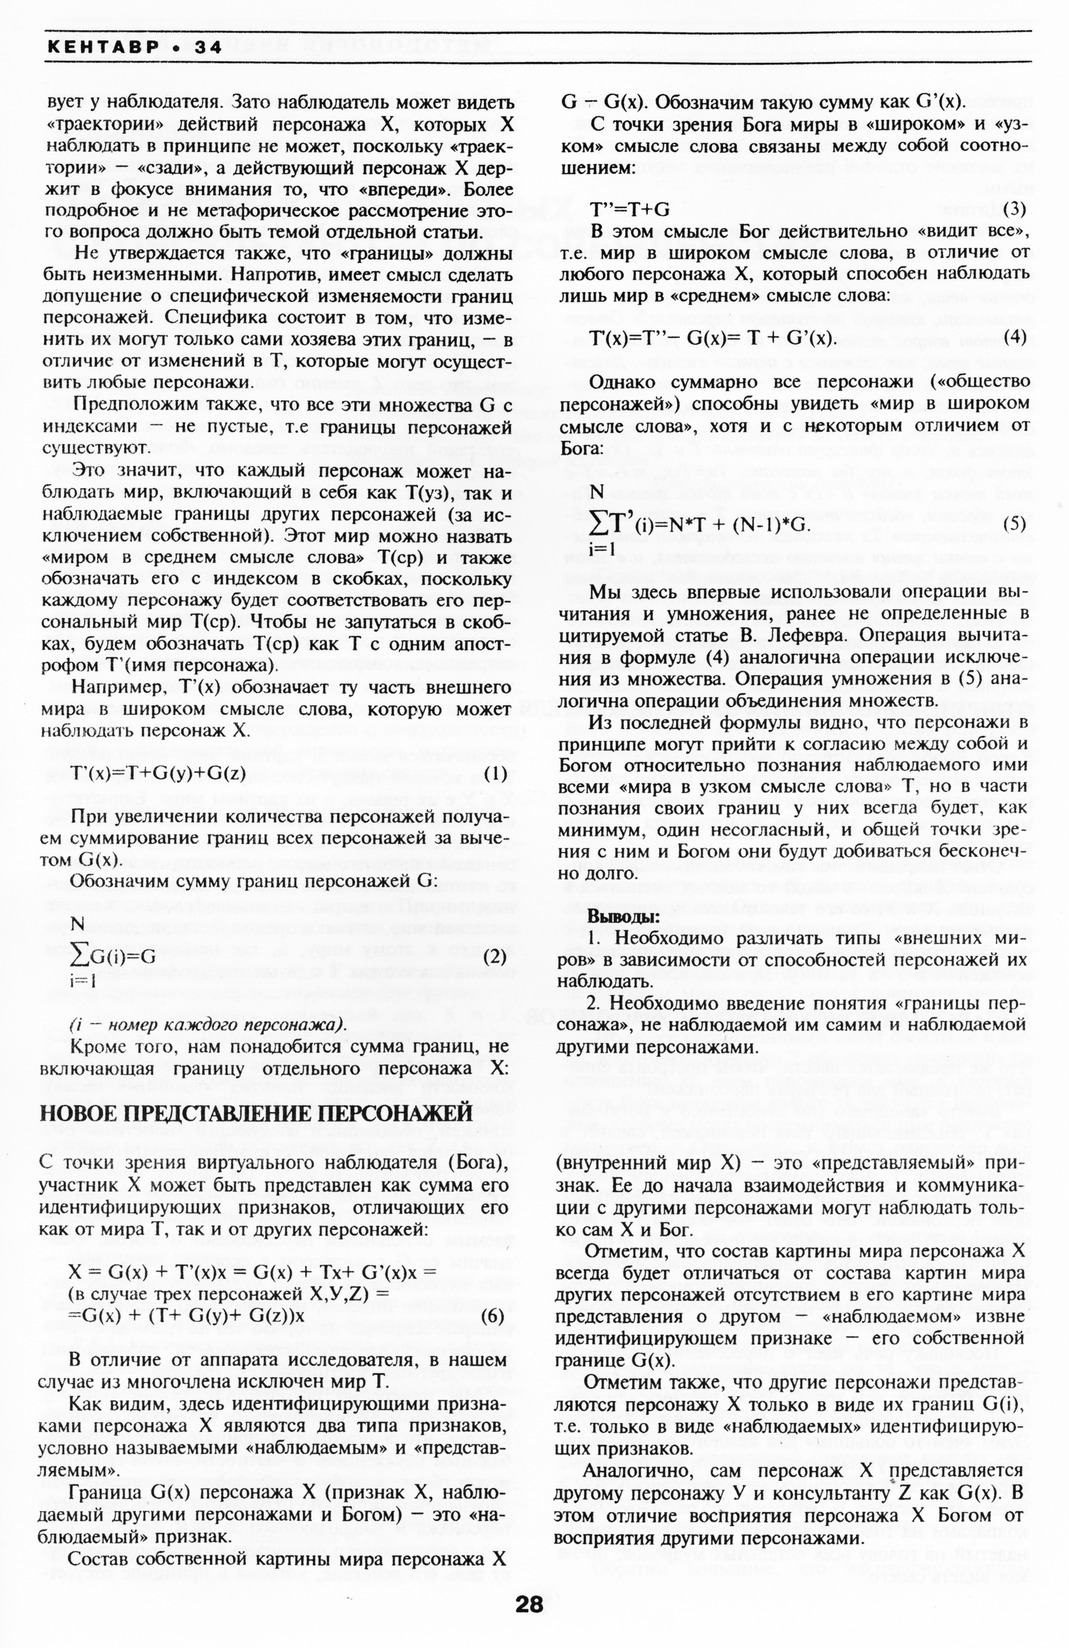 КЕНТАВР • 34
вует у наблюдателя. Зато наблюдатель может видеть
«траектории» действий персонажа X, которых X
наблюдать в принципе не может, поскольку «траек-
тории» — «сзади», а действующий персонаж X дер-
жит в фокусе внимания то, что «впереди». Более
подробное и не метафорическое рассмотрение это-
го вопроса должно быть темой отдельной статьи.
Не утверждается также, что «границы» должны
быть неизменными. Напротив, имеет смысл сделать
допущение о специфической изменяемости границ
персонажей. Специфика состоит в том, что изме-
нить их могут только сами хозяева этих границ, — в
отличие от изменений в Т, которые могут осущест-
вить любые персонажи.
Предположим также, что все эти множества G с
индексами — не пустые, т.е границы персонажей
существуют.
Это значит, что каждый персонаж может на-
блюдать мир, включающий в себя как Т(уз), так и
наблюдаемые границы других персонажей (за ис-
ключением собственной). Этот мир можно назвать
«миром в среднем смысле слова» Т(ср) и также
обозначать его с индексом в скобках, поскольку
каждому персонажу будет соответствовать его пер-
сональный мир Т(ср). Чтобы не запутаться в скоб-
ках, будем обозначать Т(ср) как Т с одним апост-
рофом Т'(имя персонажа).
Например, Т'(x) обозначает ту часть внешнего
мира в широком смысле слова, которую может
наблюдать персонаж X.
T'(x)=T+G(y)+G(z) (1)
При увеличении количества персонажей получа-
ем суммирование границ всех персонажей за выче-
том G(x).
Обозначим сумму границ персонажей G:
N
∑G(i)=G (2)
i=1
(i — номер каждого персонажа).
Кроме того, нам понадобится сумма границ, не
включающая границу отдельного персонажа X:
G — G(x). Обозначим такую сумму как G'(x).
С точки зрения Бога миры в «широком» и «уз-
ком» смысле слова связаны между собой соотно-
шением:
T''=T+G (3)
В этом смысле Бог действительно «видит все»,
т.е. мир в широком смысле слова, в отличие от
любого персонажа X, который способен наблюдать
лишь мир в «среднем» смысле слова:
T'(x)=T''— G(x)= T + G'(x). (4)
Однако суммарно все персонажи («общество
персонажей») способны увидеть «мир в широком
смысле слова», хотя и с некоторым отличием от
Бога:
N
∑T'(i)=N*T + (N-1)*G. (5)
i=1
Мы здесь впервые использовали операции вы-
читания и умножения, ранее не определенные в
цитируемой статье В. Лефевра. Операция вычита-
ния в формуле (4) аналогична операции исключе-
ния из множества. Операция умножения в (5) ана-
логична операции объединения множеств.
Из последней формулы видно, что персонажи в
принципе могут прийти к согласию между собой и
Богом относительно познания наблюдаемого ими
всеми «мира в узком смысле слова» Т, но в части
познания своих границ у них всегда будет, как
минимум, один несогласный, и общей точки зре-
ния с ним и Богом они будут добиваться бесконеч-
но долго.
Выводы:
1. Необходимо различать типы «внешних ми-
ров» в зависимости от способностей персонажей их
наблюдать.
2. Необходимо введение понятия «границы пер-
сонажа», не наблюдаемой им самим и наблюдаемой
другими персонажами.
НОВОЕ ПРЕДСТАВЛЕНИЕ ПЕРСОНАЖЕЙ
С точки зрения виртуального наблюдателя (Бога),
участник X может быть представлен как сумма его
идентифицирующих признаков, отличающих его
как от мира Т, так и от других персонажей:
X = G(x) + T'(x)x = G(x) + Tx+ G'(x)x =
(в случае трех персонажей X,У,Z) =
=G(x) + (T+ G(y)+ G(z))x (6)
В отличие от аппарата исследователя, в нашем
случае из многочлена исключен мир Т.
Как видим, здесь идентифицирующими призна-
ками персонажа X являются два типа признаков,
условно называемыми «наблюдаемым» и «представ-
ляемым».
Граница G(x) персонажа X (признак X, наблю-
даемый другими персонажами и Богом) — это «на-
блюдаемый» признак.
Состав собственной картины мира персонажа X
(внутренний мир X) — это «представляемый» при-
знак. Ее до начала взаимодействия и коммуника-
ции с другими персонажами могут наблюдать толь-
ко сам X и Бог.
Отметим, что состав картины мира персонажа X
всегда будет отличаться от состава картин мира
других персонажей отсутствием в его картине мира
представления о другом — «наблюдаемом» извне
идентифицирующем признаке — его собственной
границе G(x).
Отметим также, что другие персонажи представ-
ляются персонажу X только в виде их границ G(i),
т.е. только в виде «наблюдаемых» идентифицирую-
щих признаков.
Аналогично, сам персонаж X представляется
другому персонажу У и консультанту Z как G(x). В
этом отличие восприятия персонажа X Богом от
восприятия другими персонажами.
28